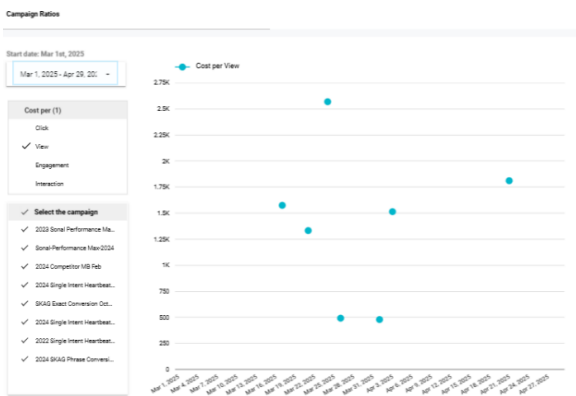 Campaign Ratios
Start date: Mar 1st, 2025
Mar 1, 2025 - Apr 29, 20
Cost per (1)
Click
View
Engagement
Interaction
Select the campaign
2023 Sonal Performance Ma...
Sonal-Performance Max-2024
2024 Competitor MB Feb
2024 Single Intent Heartbeat...
SKAG Exact Conversion Oct...
2024 Single Intent Heartbeat...
2022 Single Intent Heartbeat...
2024 SKAG Phrase Conversi...
Cost per View
2.75K
2.5K
2.25K
2K
1.75K
1.5K
1.25K
1K
750
500
250
0
Mar 1, 2025
Mar 4, 2025
Mar 7, 2025
Mar 10, 2025
Mar 13, 2025
Mar 16, 2025
Mar 19, 2025
Mar 22, 2025
Mar 25, 2025
Mar 28, 2025
Mar 31, 2025
Apr 3, 2025
Apr 6, 2025
Apr 9, 2025
Apr 12, 2025
Apr 15, 2025
Apr 18, 2025
Apr 21, 2025
Apr 24, 2025
Apr 27, 2025